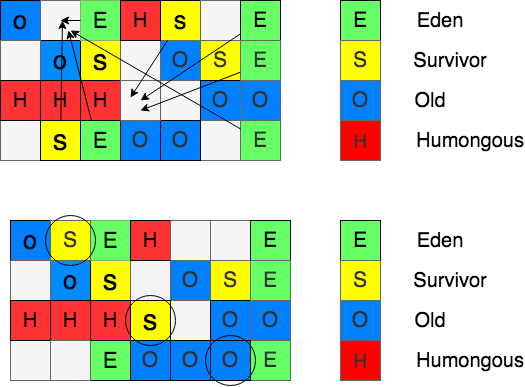 o E H S E E Eden
o S O S E S Survivor
H H H O O O Old
S E O O E H Humongous
o S E H E E Eden
o S O S E S Survivor
H H H S O O O Old
E O O O E H Humongous